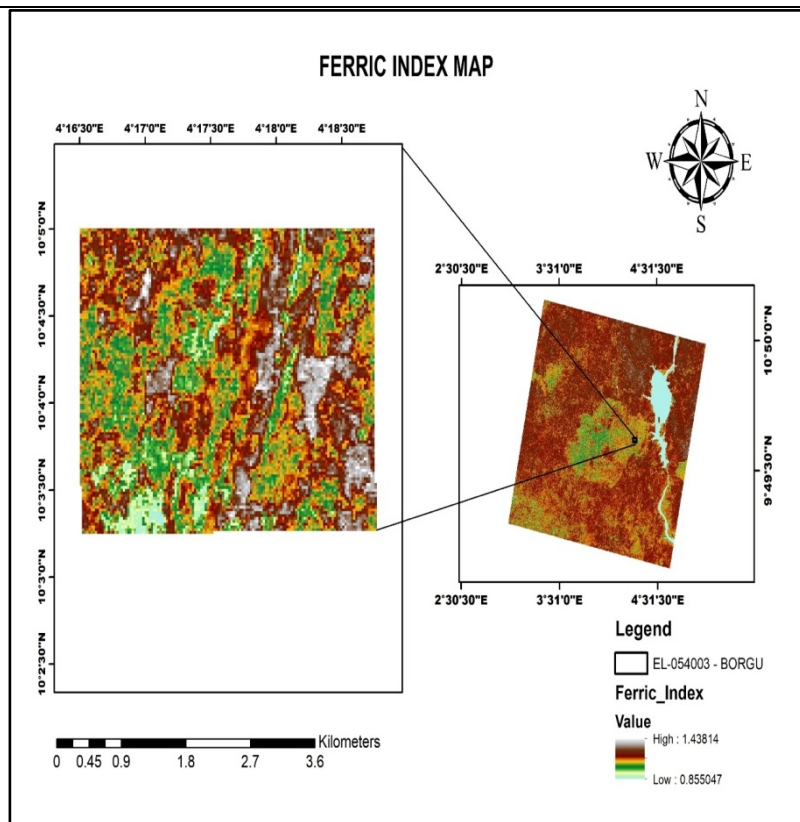 FERRIC INDEX MAP
N
W E
S
4°16'30"E 4°17'0"E 4°17'30"E 4°18'0"E 4°18'30"E
10°5'0"N
10°4'30"N
10°4'0"N
10°3'30"N
10°3'0"N
10°2'30"N
2°30'30"E 3°31'0"E 4°31'30"E
9°49'3"0"N
2°30'30"E 3°31'0"E 4°31'30"E
Legend
EL-054003 - BORGU
Ferric_Index
Value
High : 1.43814
Low : 0.855047
Kilometers
0 0.45 0.9 1.8 2.7 3.6